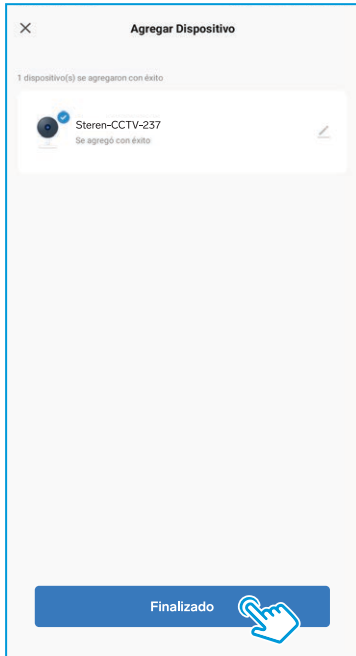 Agregar Dispositivo
1 dispositivo(s) se agregaron con éxito
Steren-CCTV-237
Se agregó con éxito
Finalizado